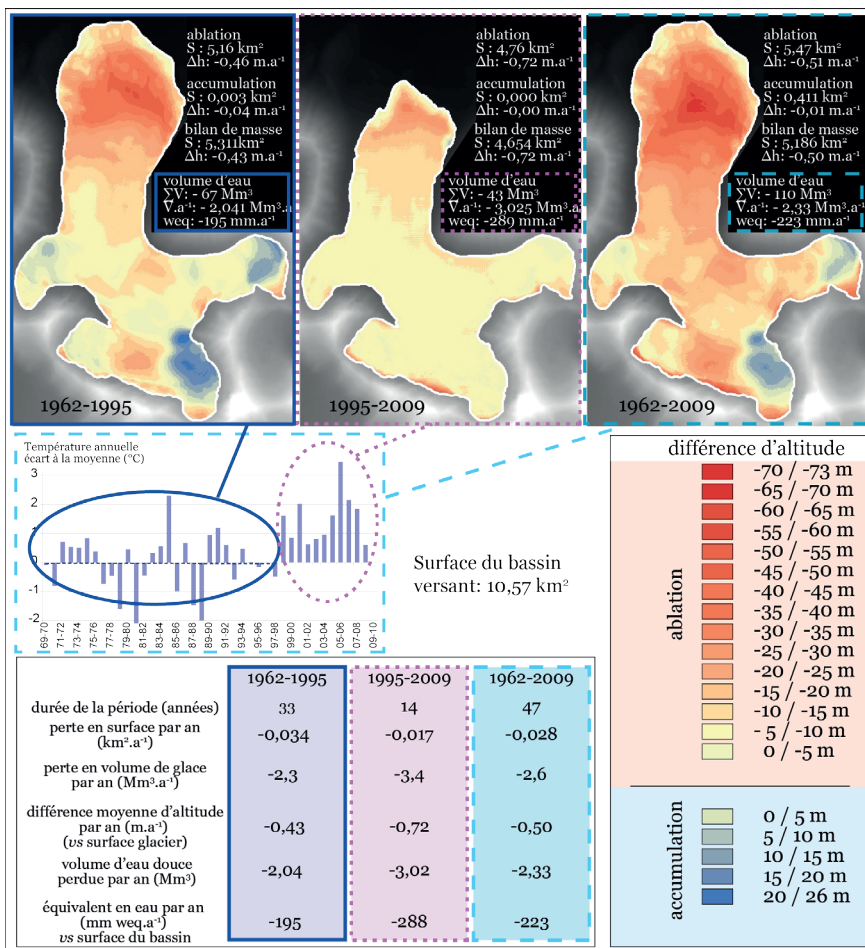 ablation
S : 5,16 km²
Δh: -0,46 m.a⁻¹
accumulation
S : 0,003 km²
Δh: -0,04 m.a⁻¹
bilan de masse
S : 5,311km²
Δh: -0,43 m.a⁻¹
volume d'eau
∑V: - 67 Mm³
∇.a⁻¹: - 2,041 Mm³.a
weq: -195 mm.a⁻¹
1962-1995
ablation
S : 4,76 km²
Δh: -0,72 m.a⁻¹
accumulation
S : 0,000 km²
Δh: -0,00 m.a⁻¹
bilan de masse
S : 4,654 km²
Δh: -0,72 m.a⁻¹
volume d'eau
∑V: - 43 Mm³
∇.a⁻¹: - 3,025 Mm³.a
weq: -289 mm.a⁻¹
1995-2009
ablation
S : 5,47 km²
Δh: -0,51 m.a⁻¹
accumulation
S : 0,411 km²
Δh: -0,01 m.a⁻¹
bilan de masse
S : 5,186 km²
Δh: -0,50 m.a⁻¹
volume d'eau
∑V: - 110 Mm³
∇.a⁻¹: - 2,33 Mm³.a
weq: -223 mm.a⁻¹
1962-2009
Température annuelle
écart à la moyenne (°C)
3
2
1
0
-1
-2
69-70
71-72
73-74
75-76
77-78
79-80
81-82
83-84
85-86
87-88
89-90
91-92
93-94
95-96
97-98
99-00
01-02
03-04
05-06
07-08
09-10
Surface du bassin
versant: 10,57 km²
différence d'altitude
ablation
-70 / -73 m
-65 / -70 m
-60 / -65 m
-55 / -60 m
-50 / -55 m
-45 / -50 m
-40 / -45 m
-35 / -40 m
-30 / -35 m
-25 / -30 m
-20 / -25 m
-15 / -20 m
-10 / -15 m
- 5 / -10 m
0 / -5 m
accumulation
0 / 5 m
5 / 10 m
10 / 15 m
15 / 20 m
20 / 26 m
1962-1995 1995-2009 1962-2009
durée de la période (années) 33 14 47
perte en surface par an
(km².a⁻¹) -0,034 -0,017 -0,028
perte en volume de glace
par an (Mm³.a⁻¹) -2,3 -3,4 -2,6
différence moyenne d'altitude
par an (m.a⁻¹) -0,43 -0,72 -0,50
(vs surface glacier)
volume d'eau douce
perdue par an (Mm³) -2,04 -3,02 -2,33
équivalent en eau par an
(mm weq.a⁻¹) -195 -288 -223
vs surface du bassin